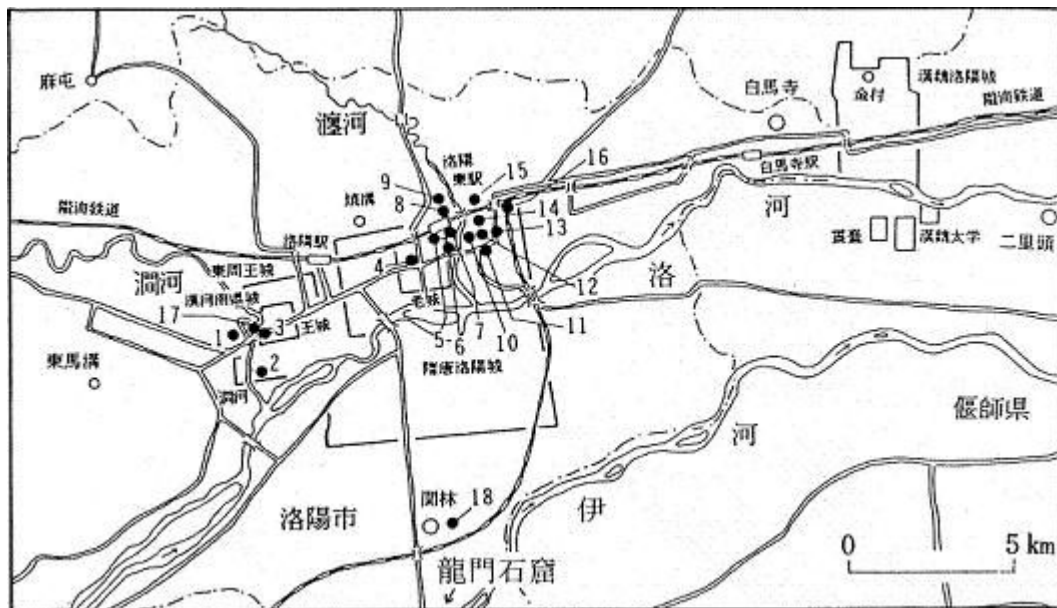 麻屯
瀍河
洛陽
東駅
白馬寺
金村
漢魏洛陽城
隴海鉄道
9
8
15
16
焼溝
白馬寺駅
隴海鉄道
洛陽駅
14
13
河
霊臺
漢魏太学
二里頭
東周王城
4
澗河
漢河南県城
17
老城
12
洛
1
3
王城
5
6
7
10
11
隋唐洛陽城
東馬溝
2
澗河
偃師県
河
関林
18
伊
洛陽市
龍門石窟
0
5km